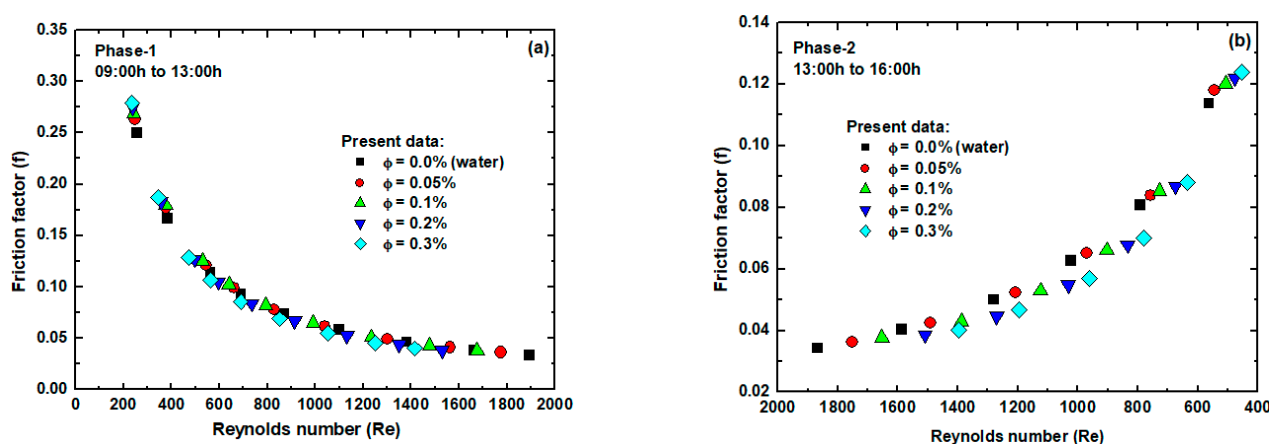 0.35
0.30
0.25
0.20
0.15
0.10
0.05
0.00
Friction factor (f)
Phase-1
09:00h to 13:00h
(a)
Present data:
ϕ = 0.0% (water)
ϕ = 0.05%
ϕ = 0.1%
ϕ = 0.2%
ϕ = 0.3%
0 200 400 600 800 1000 1200 1400 1600 1800 2000
Reynolds number (Re)
0.14
0.12
0.10
0.08
0.06
0.04
0.02
Friction factor (f)
Phase-2
13:00h to 16:00h
(b)
Present data:
ϕ = 0.0% (water)
ϕ = 0.05%
ϕ = 0.1%
ϕ = 0.2%
ϕ = 0.3%
2000 1800 1600 1400 1200 1000 800 600 400
Reynolds number (Re)